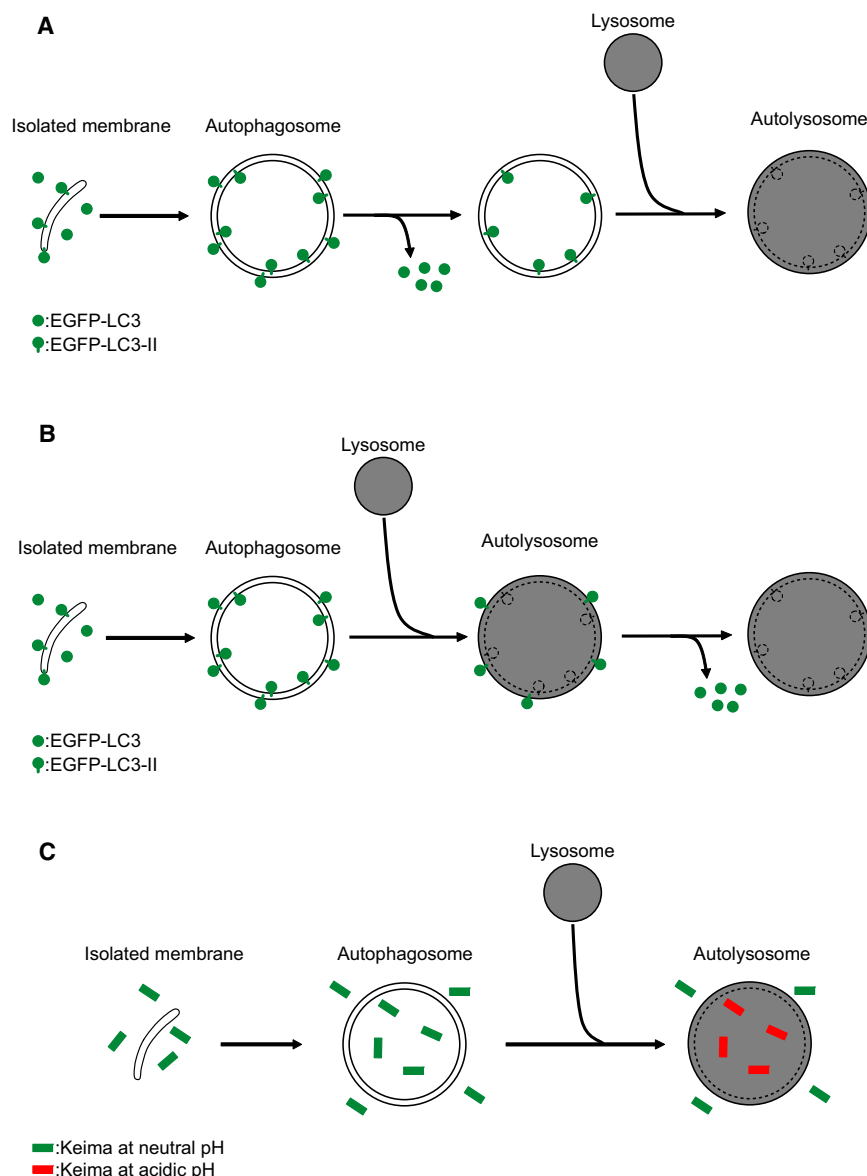 A
Lysosome
Isolated membrane
Autophagosome
Autolysosome
:EGFP-LC3
:EGFP-LC3-II
B
Lysosome
Isolated membrane
Autophagosome
Autolysosome
:EGFP-LC3
:EGFP-LC3-II
C
Lysosome
Isolated membrane
Autophagosome
Autolysosome
:Keima at neutral pH
:Keima at acidic pH